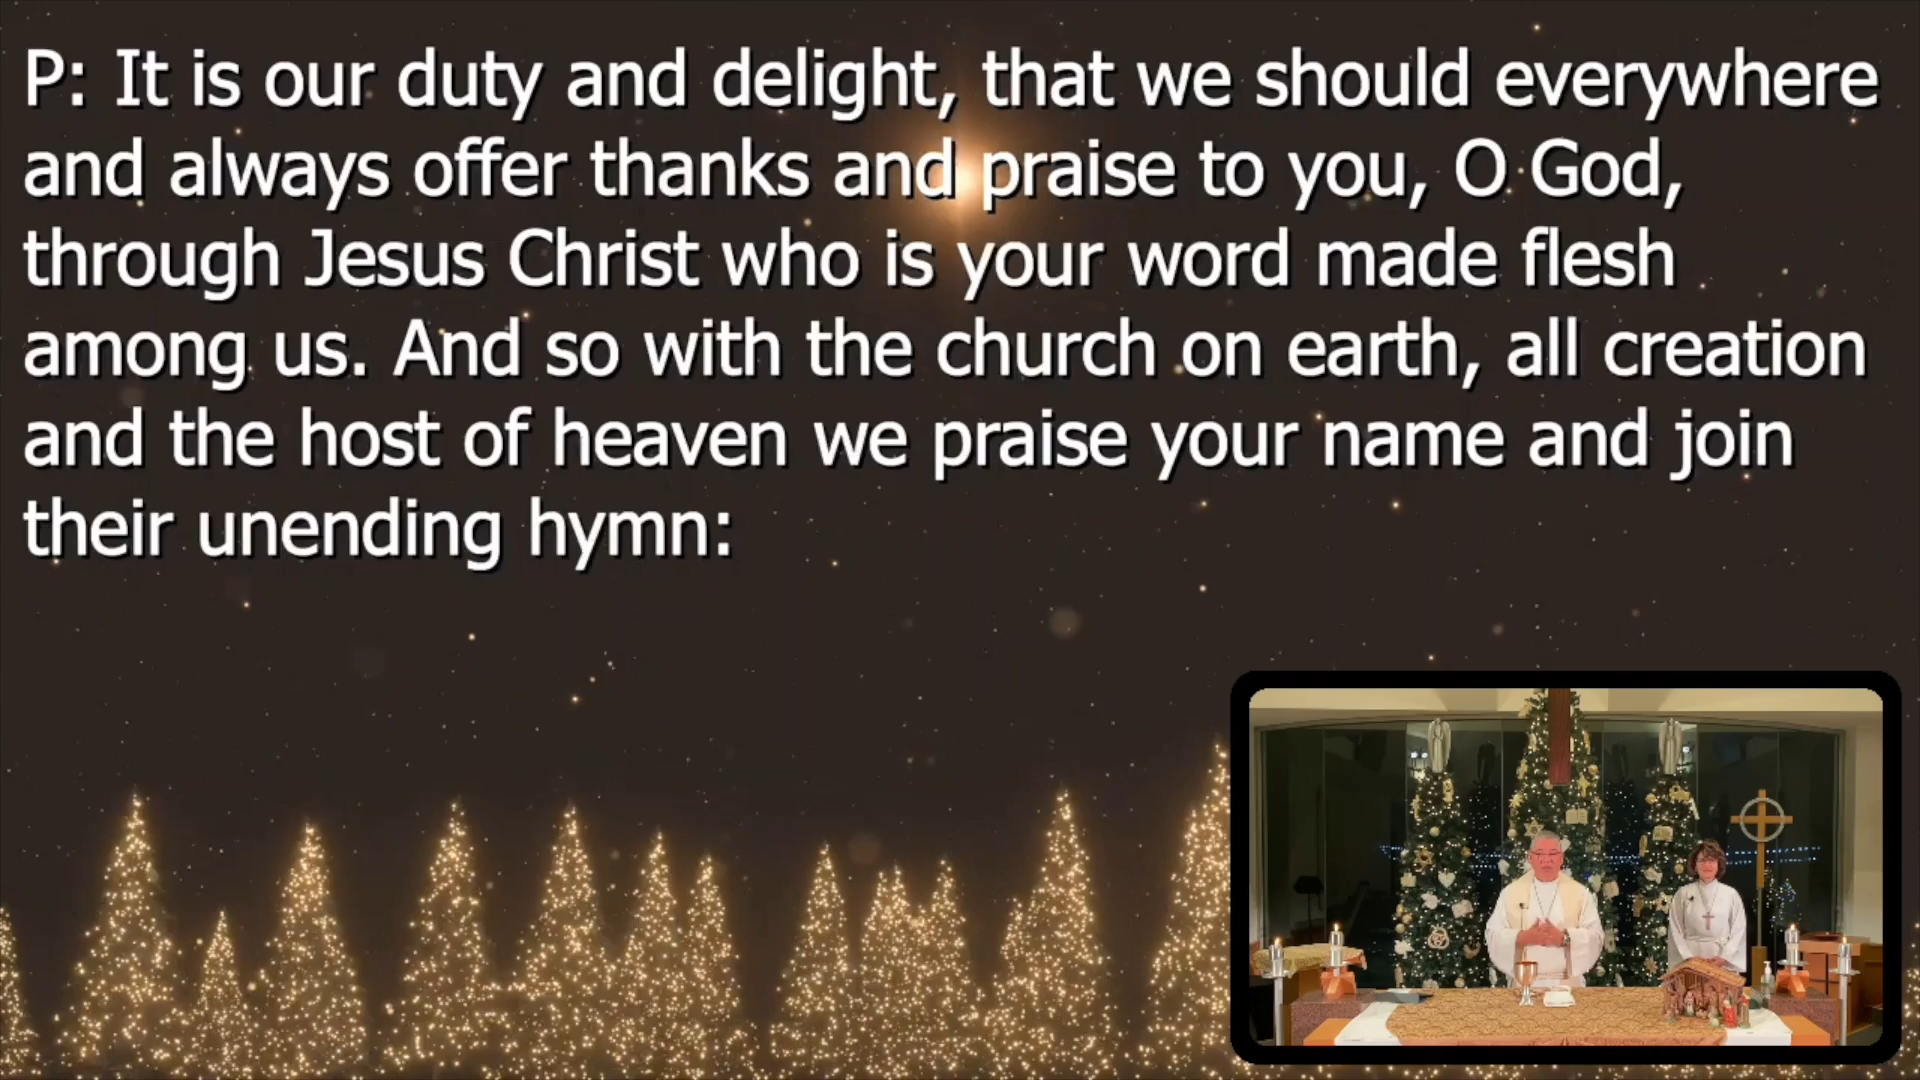 P: It is our duty and delight, that we should everywhere
and always offer thanks and praise to you, O God,
through Jesus Christ who is your word made flesh
among us. And so with the church on earth, all creation
and the host of heaven we praise your name and join
their unending hymn: